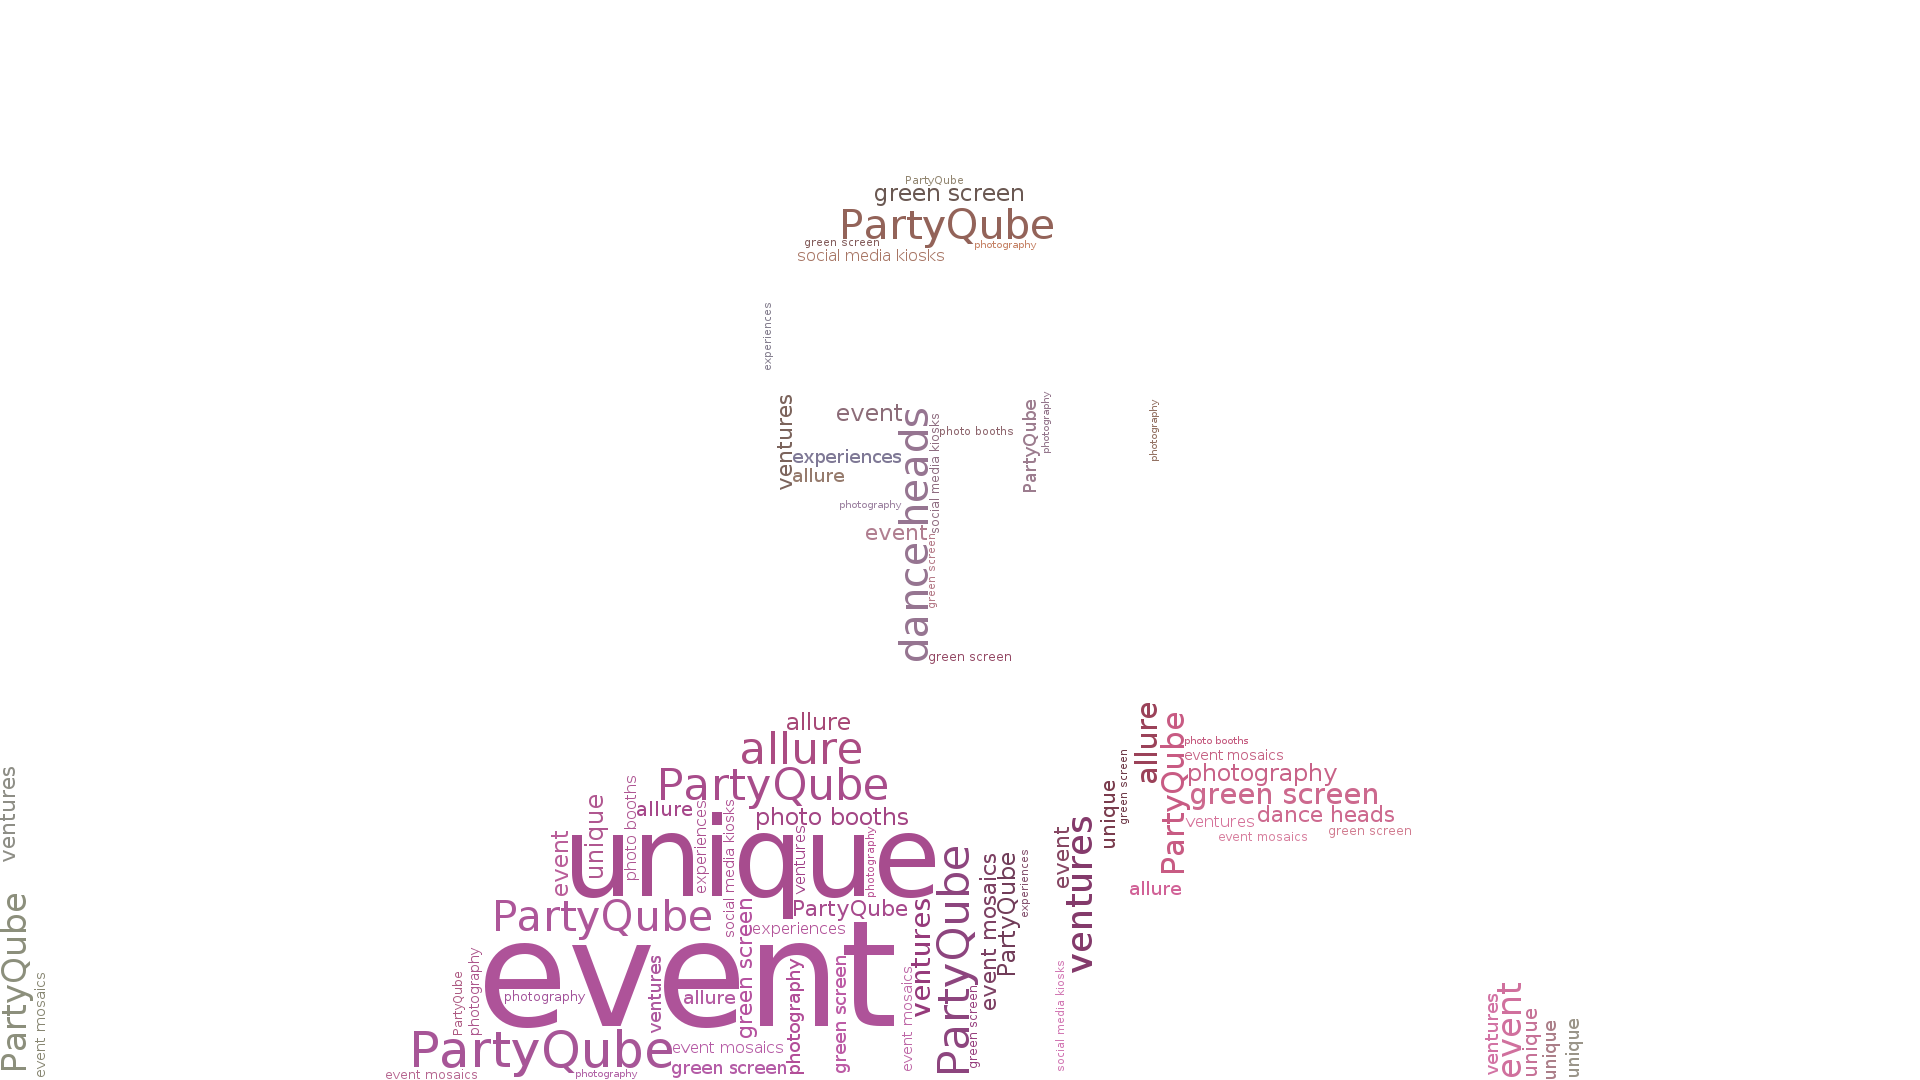 PartyQube
green screen
PartyQube
green screen
photography
social media kiosks
experiences
ventures
event
dance heads
social media kiosks
photo booths
PartyQube
photography
photography
experiences
allure
photography
event
green screen
green screen
allure
allure
PartyQube
allure
photo booths
unique
event
unique
photo booths
experiences
social media kiosks
ventures
photography
PartyQube
PartyQube
experiences
event
green screen
ventures
PartyQube
event mosaics
PartyQube
experiences
PartyQube
photography
photography
ventures
allure
photography
green screen
event mosaics
green screen
PartyQube
event mosaics
green screen
event mosaics
photography
event
ventures
social media kiosks
unique
green screen
allure
PartyQube
photo booths
event mosaics
photography
green screen
dance heads
ventures
green screen
event mosaics
allure
ventures
PartyQube
event mosaics
ventures
event
unique
unique
unique